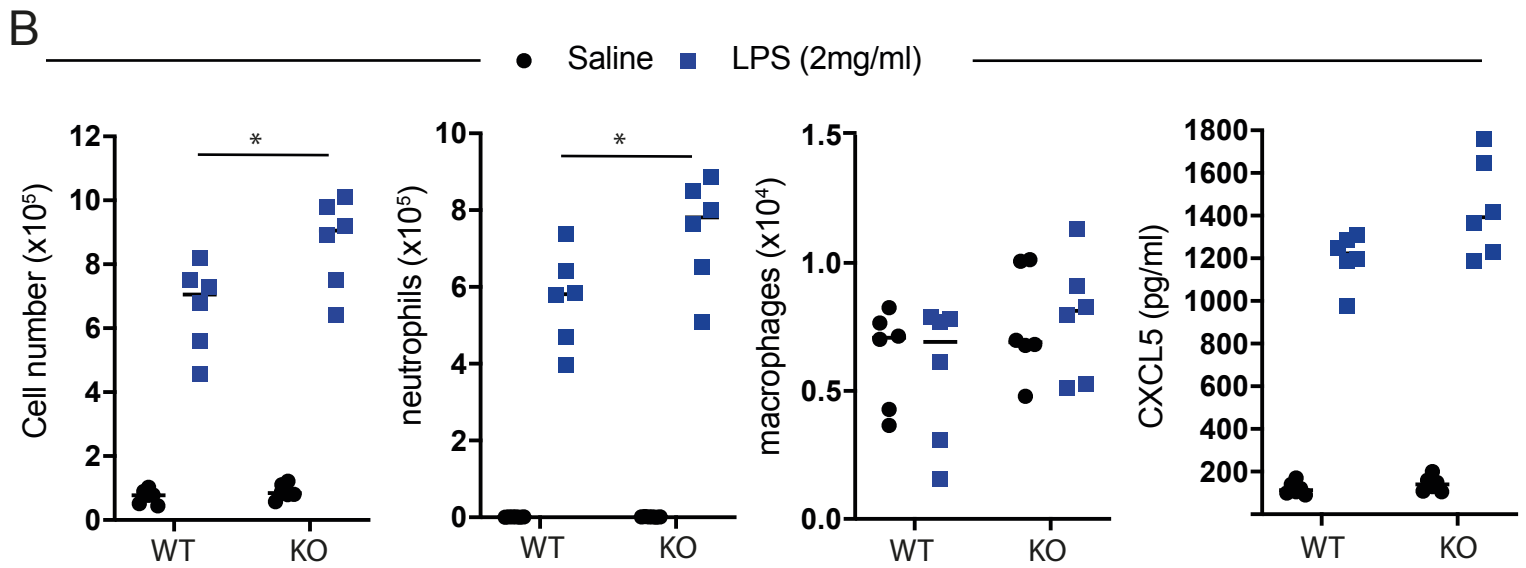 B
Saline LPS (2mg/ml)
Cell number (x10⁵)
12
10
8
6
4
2
0
*
WT KO
neutrophils (x10⁵)
10
8
6
4
2
0
*
WT KO
macrophages (x10⁴)
1.5
1.0
0.5
0.0
WT KO
CXCL5 (pg/ml)
1800
1600
1400
1200
1000
800
600
400
200
WT KO